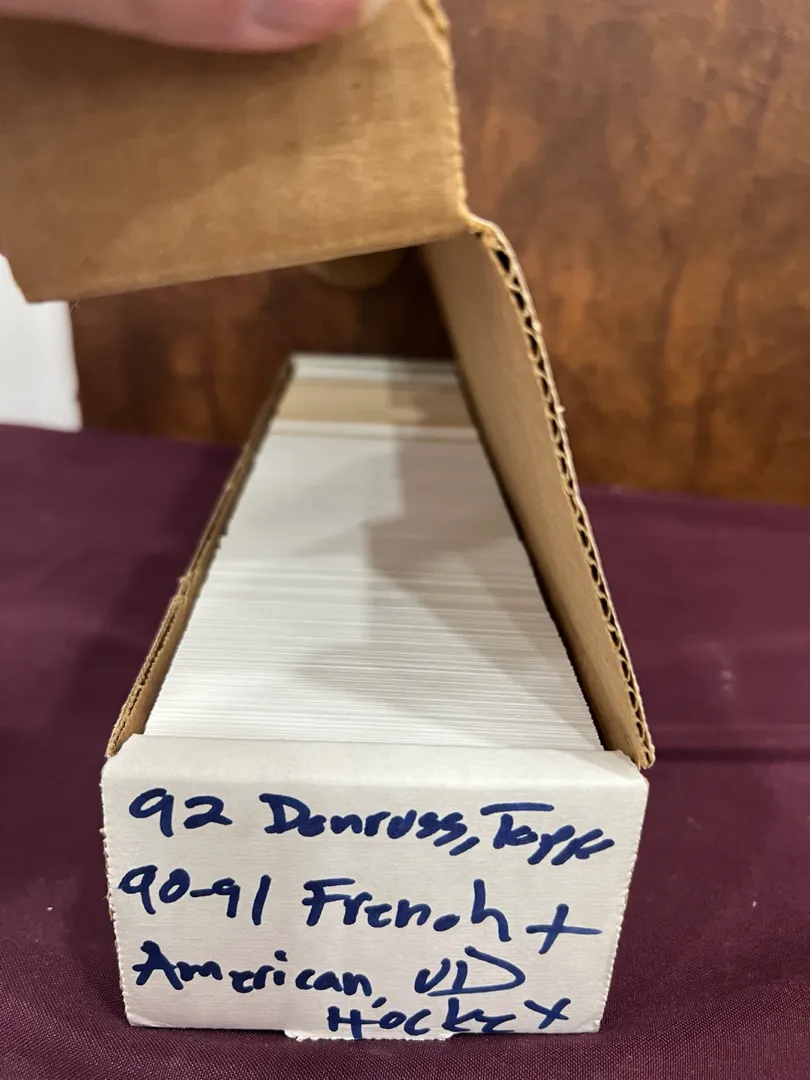 92 Donruss, Topps
90-91 French +
American, UD
Hockey